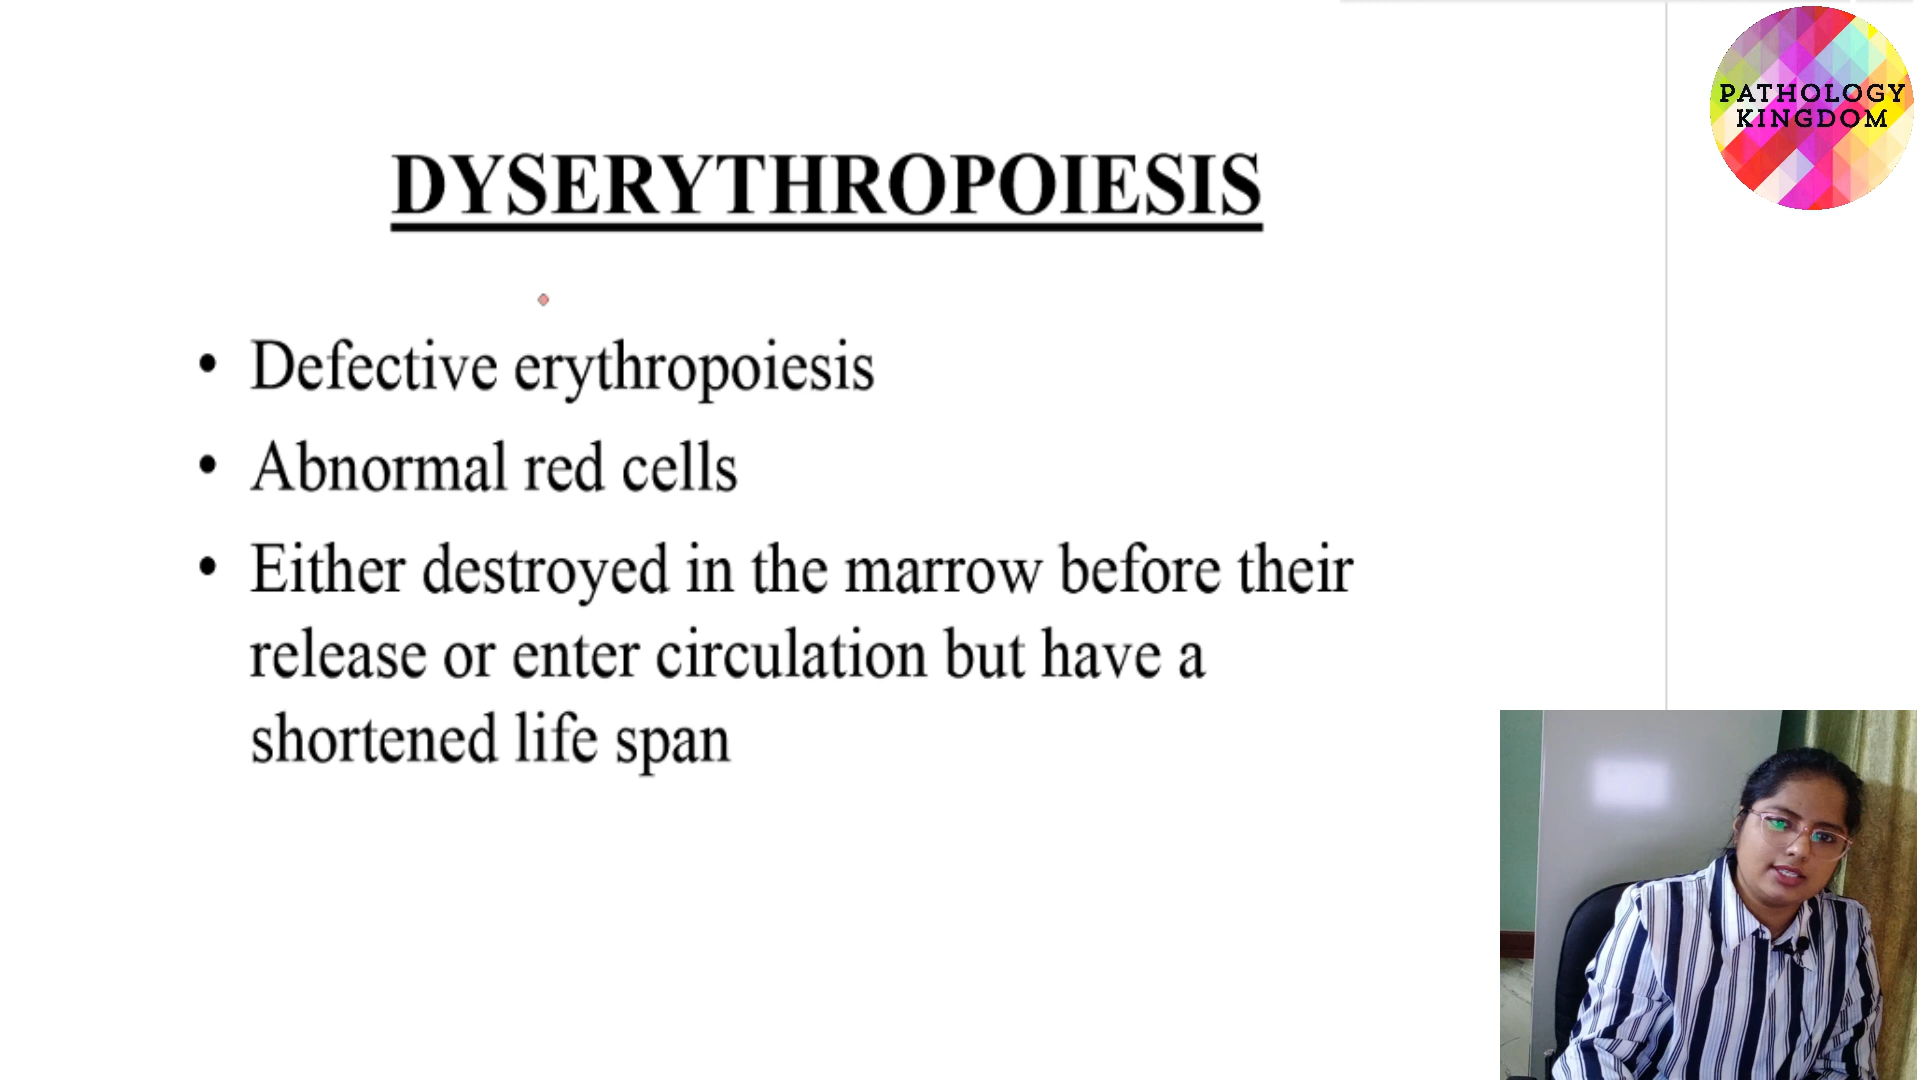 PATHOLOGY
KINGDOM
DYSERYTHROPOIESIS
• Defective erythropoiesis
• Abnormal red cells
• Either destroyed in the marrow before their
release or enter circulation but have a
shortened life span